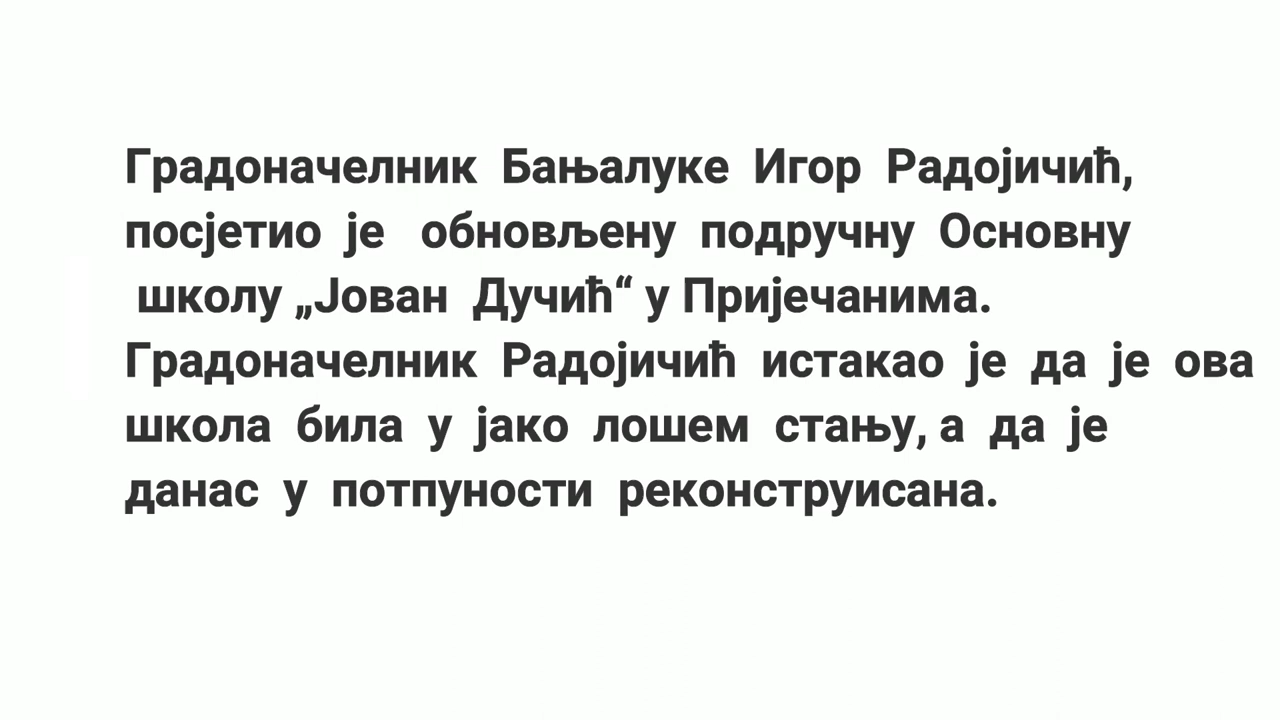 Градоначелник Бањалуке Игор Радојичић,
посјетио је обновљену подручну Основну
школу „Јован Дучић“ у Пријечанима.
Градоначелник Радојичић истакао је да је ова
школа била у јако лошем стању, а да је
данас у потпуности реконструисана.